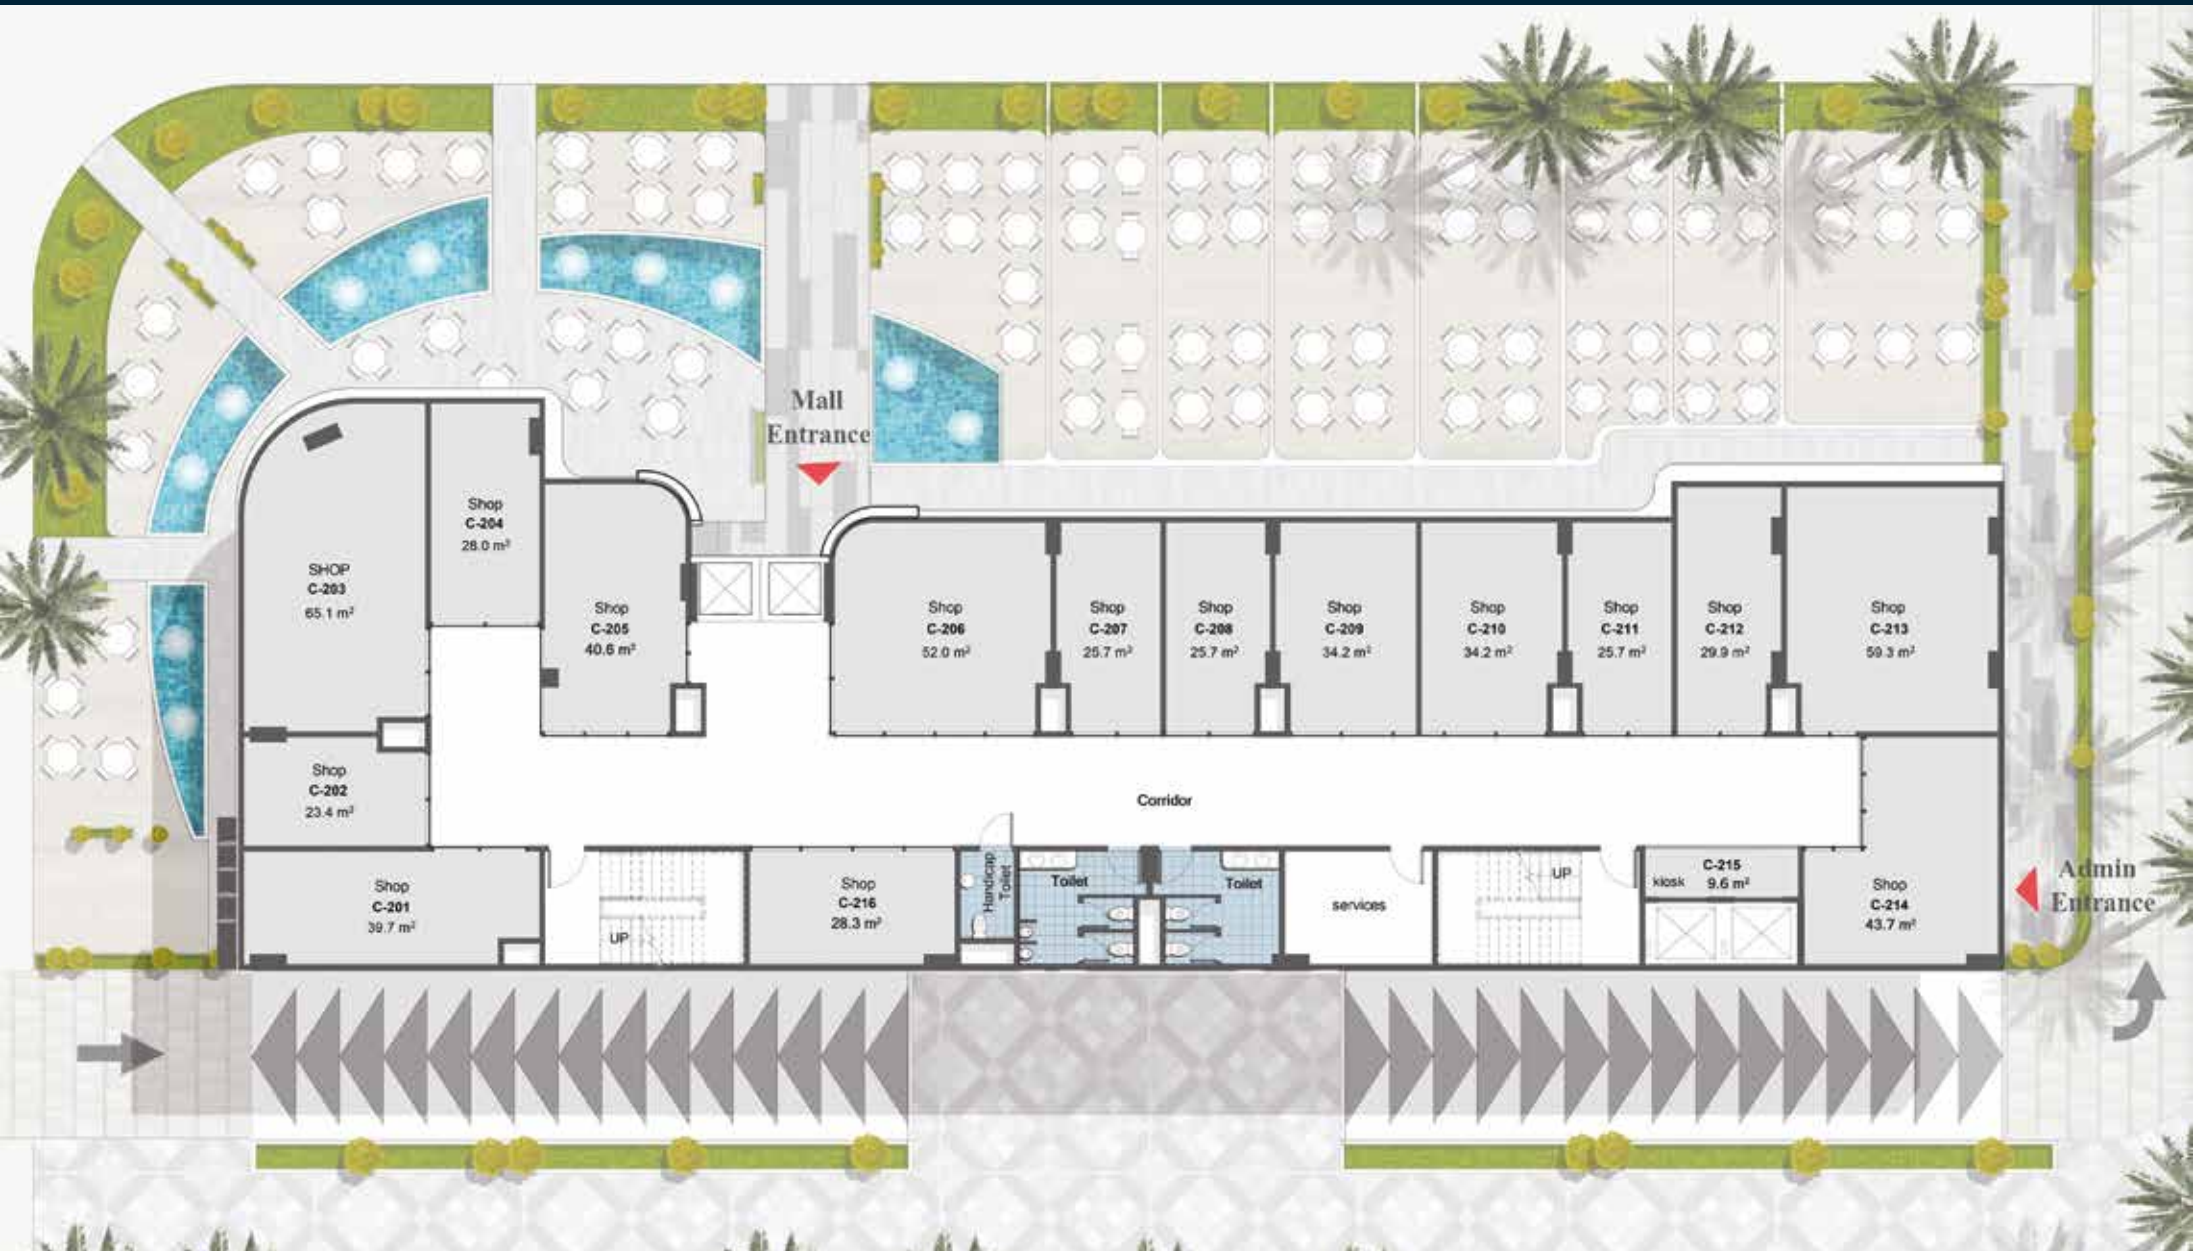 Mall
Entrance
Shop
C-204
28.0 m²
SHOP
C-203
65.1 m²
Shop
C-205
40.6 m²
Shop
C-206
52.0 m²
Shop
C-207
25.7 m²
Shop
C-208
25.7 m²
Shop
C-209
34.2 m²
Shop
C-210
34.2 m²
Shop
C-211
25.7 m²
Shop
C-212
29.9 m²
Shop
C-213
59.3 m²
Shop
C-202
23.4 m²
Corridor
Shop
C-201
39.7 m²
UP
Shop
C-216
28.3 m²
Handicap
Toilet
Toilet
Toilet
services
UP
C-215
kiosk 9.6 m²
Shop
C-214
43.7 m²
Admin
Entrance